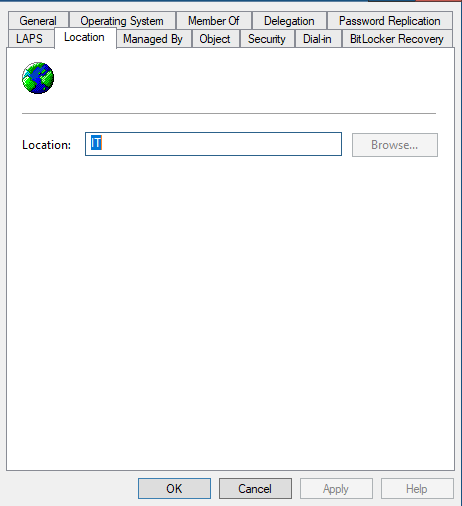 General Operating System Member Of Delegation Password Replication
LAPS Location Managed By Object Security Dial-in BitLocker Recovery
Location: IT Browse...
OK Cancel Apply Help